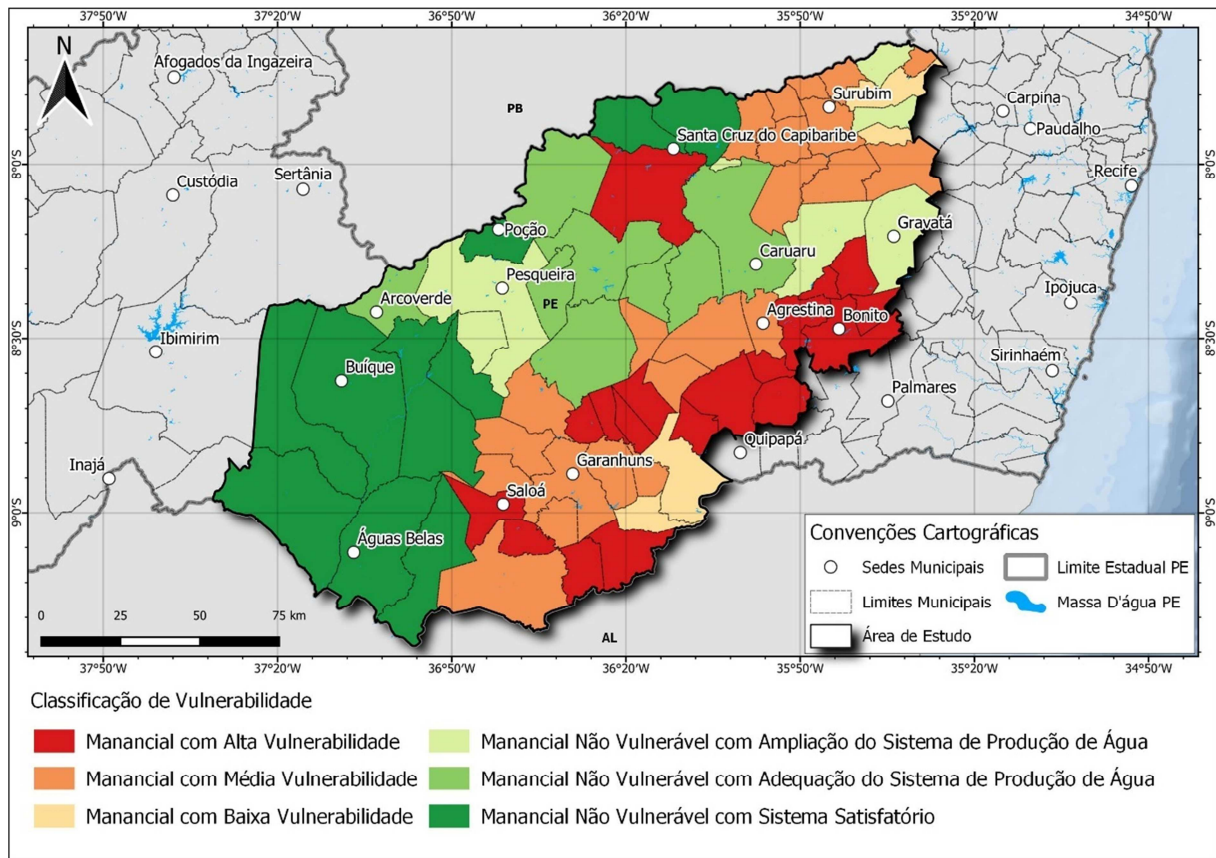 37°50'W 37°20'W 36°50'W 36°20'W 35°50'W 35°20'W 34°50'W
N
Afogados da Ingazeira
PB
Surubim
Carpina
Santa Cruz do Capibaribe
Paudalho
8°0'S 8°0'S
Custódia
Sertânia
Recife
Poção
Gravatá
Caruaru
Pesqueira
PE
Arcoverde
Ipojuca
Agrestina
Bonito
8°30'S 8°30'S
Ibimirim
Sirinhaém
Buíque
Palmares
Quipapá
Inajá
Garanhuns
Saloá
9°0'S 9°0'S
Águas Belas
Convenções Cartográficas
Sedes Municipais
Limite Estadual PE
Limites Municipais
Massa D'água PE
Área de Estudo
0 25 50 75 km
AL
37°50'W 37°20'W 36°50'W 36°20'W 35°50'W 35°20'W 34°50'W
Classificação de Vulnerabilidade
Manancial com Alta Vulnerabilidade
Manancial com Média Vulnerabilidade
Manancial com Baixa Vulnerabilidade
Manancial Não Vulnerável com Ampliação do Sistema de Produção de Água
Manancial Não Vulnerável com Adequação do Sistema de Produção de Água
Manancial Não Vulnerável com Sistema Satisfatório